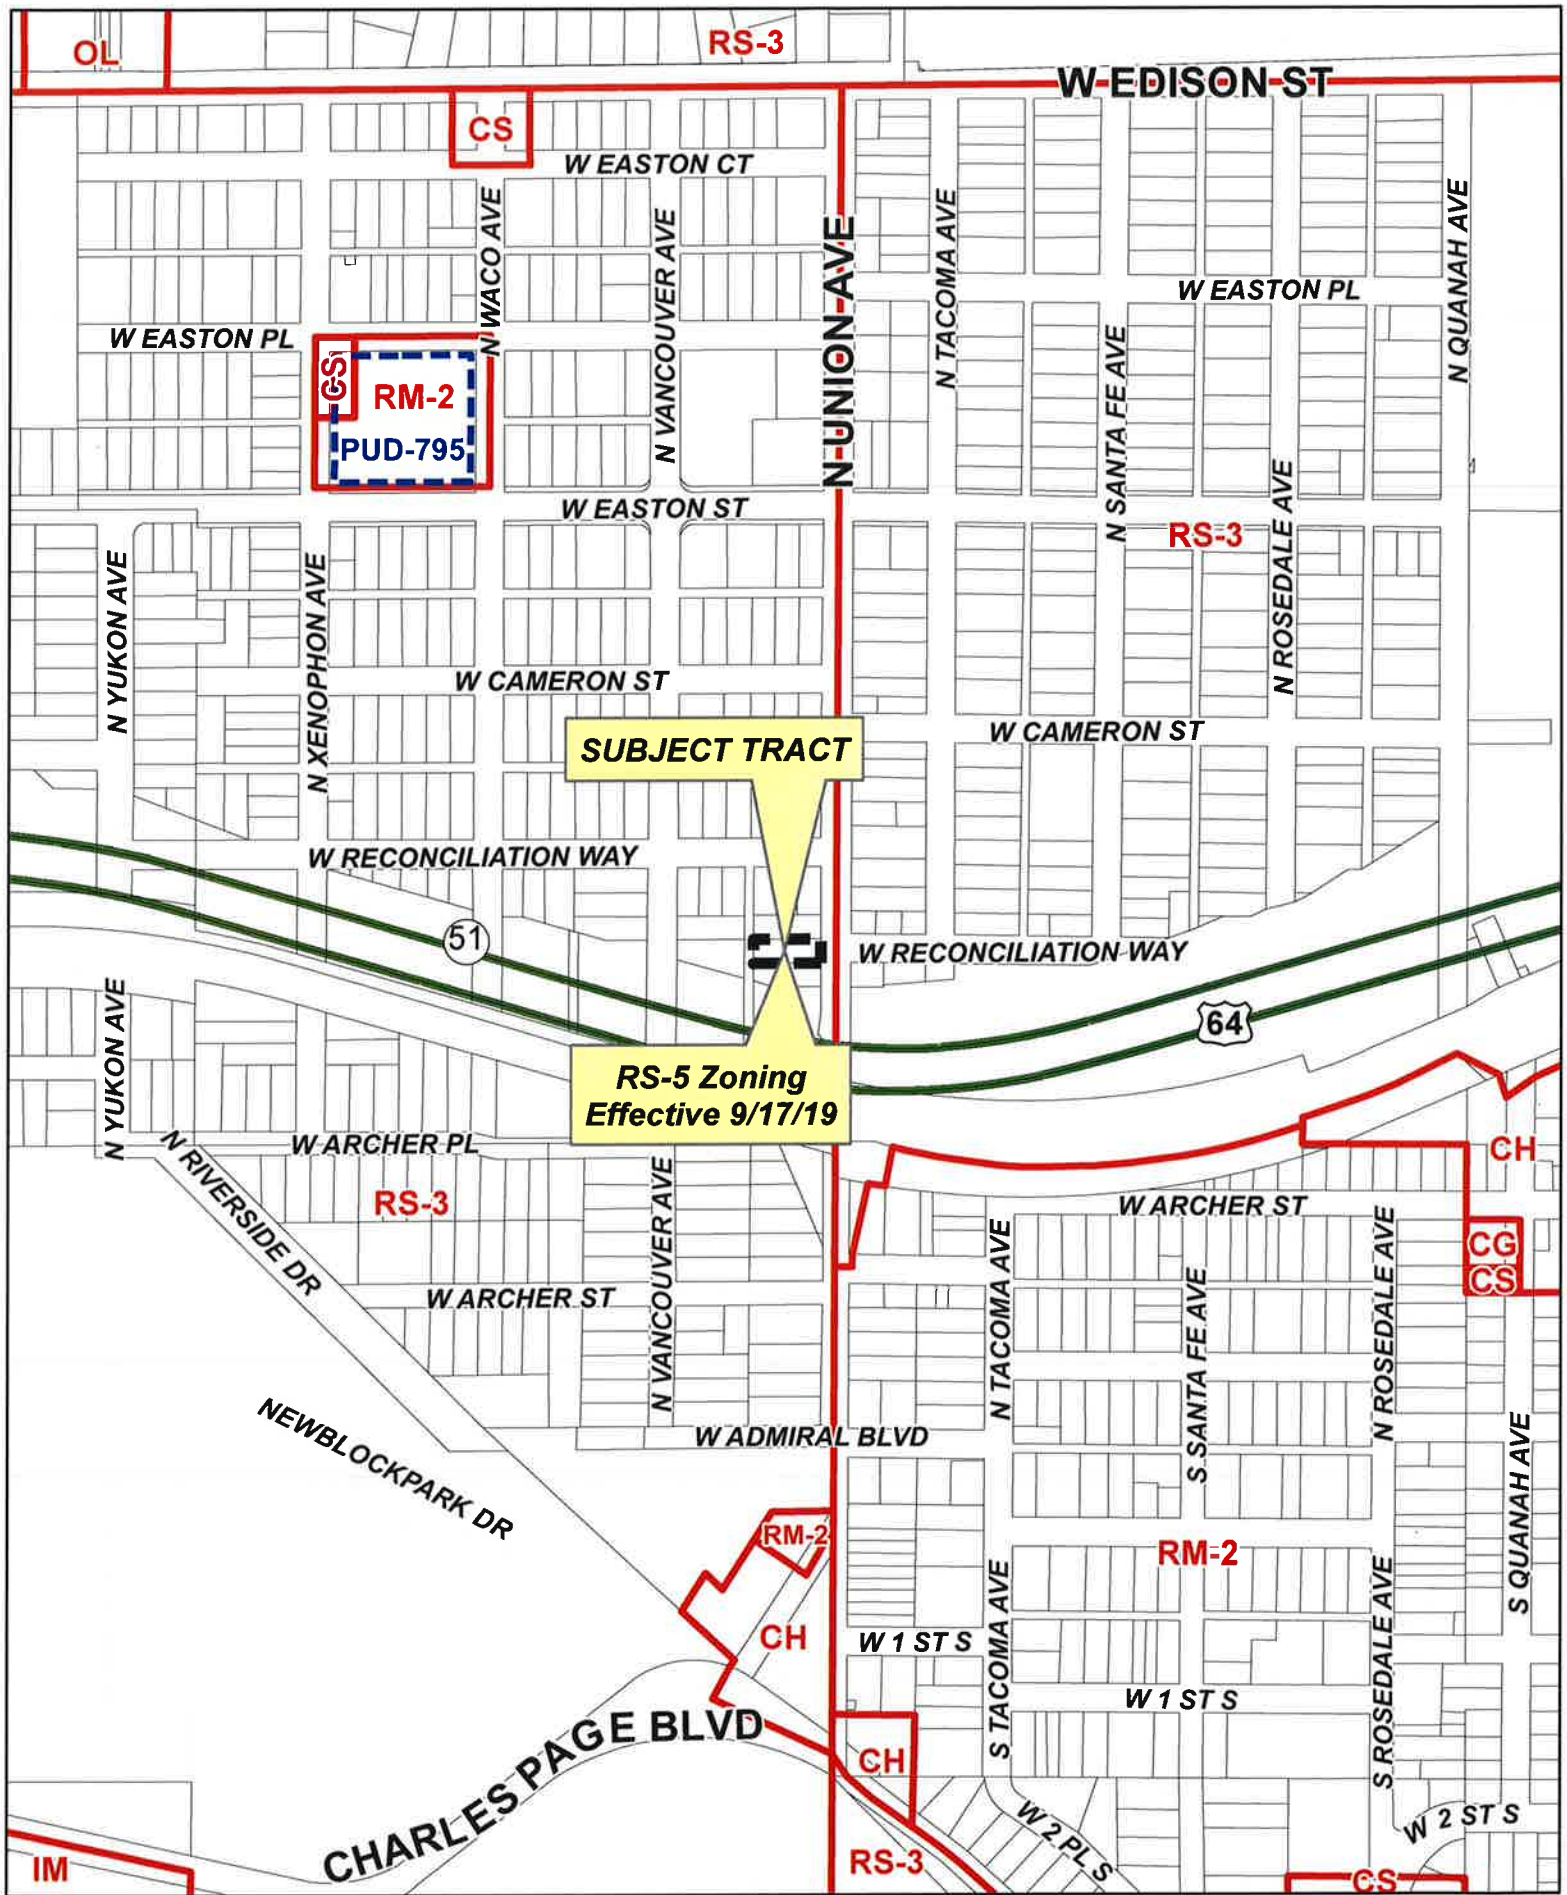 OL
RS-3
W EDISON ST
CS
W EASTON CT
N WACO AVE
N VANCOUVER AVE
N UNION AVE
N TACOMA AVE
N QUANAH AVE
W EASTON PL
W EASTON PL
N SANTA FE AVE
CS
RM-2
PUD-795
W EASTON ST
RS-3
N ROSEDALE AVE
N YUKON AVE
N XENOPHON AVE
W CAMERON ST
W CAMERON ST
SUBJECT TRACT
W RECONCILIATION WAY
51
W RECONCILIATION WAY
64
N YUKON AVE
RS-5 Zoning
Effective 9/17/19
W ARCHER PL
N RIVERSIDE DR
RS-3
CH
W ARCHER ST
CG
CS
N VANCOUVER AVE
N TACOMA AVE
S SANTA FE AVE
N ROSEDALE AVE
W ARCHER ST
NEWBLOCKPARK DR
W ADMIRAL BLVD
S QUANAH AVE
RM-2
RM-2
CH
W 1 ST S
S TACOMA AVE
S ROSEDALE AVE
W 1 ST S
CHARLES PAGE BLVD
CH
W 2 PL S
W 2 ST S
IM
RS-3
CS